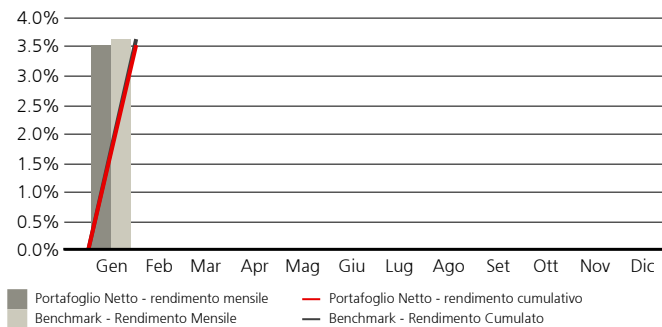 4.0%
3.5%
3.0%
2.5%
2.0%
1.5%
1.0%
0.5%
0.0%
Gen Feb Mar Apr Mag Giu Lug Ago Set Ott Nov Dic
Portafoglio Netto - rendimento mensile
Portafoglio Netto - rendimento cumulativo
Benchmark - Rendimento Mensile
Benchmark - Rendimento Cumulato